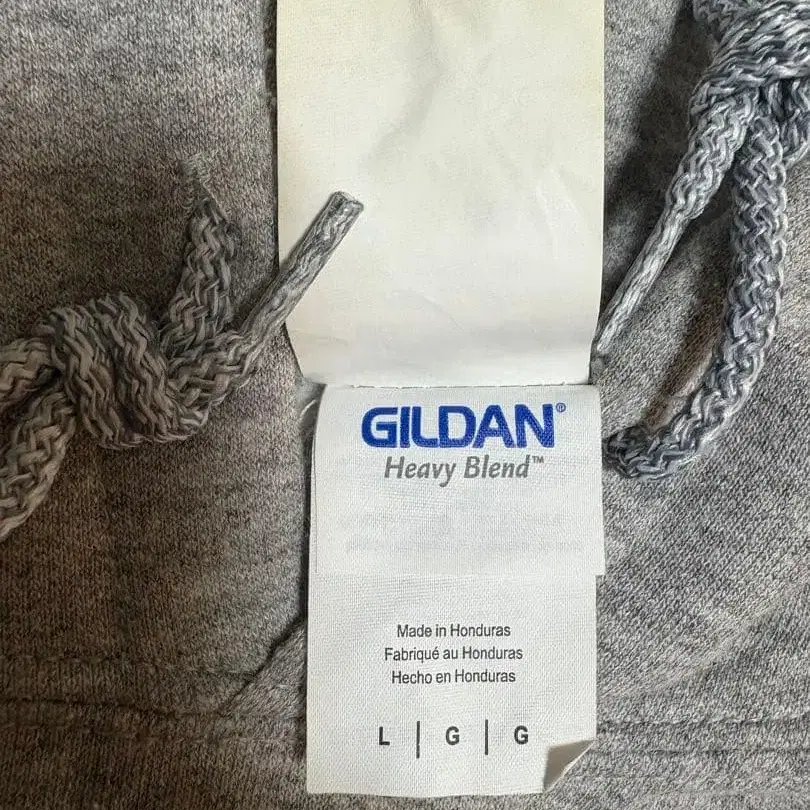 GILDAN®
Heavy Blend™
Made in Honduras
Fabriqué au Honduras
Hecho en Honduras
L | G | G